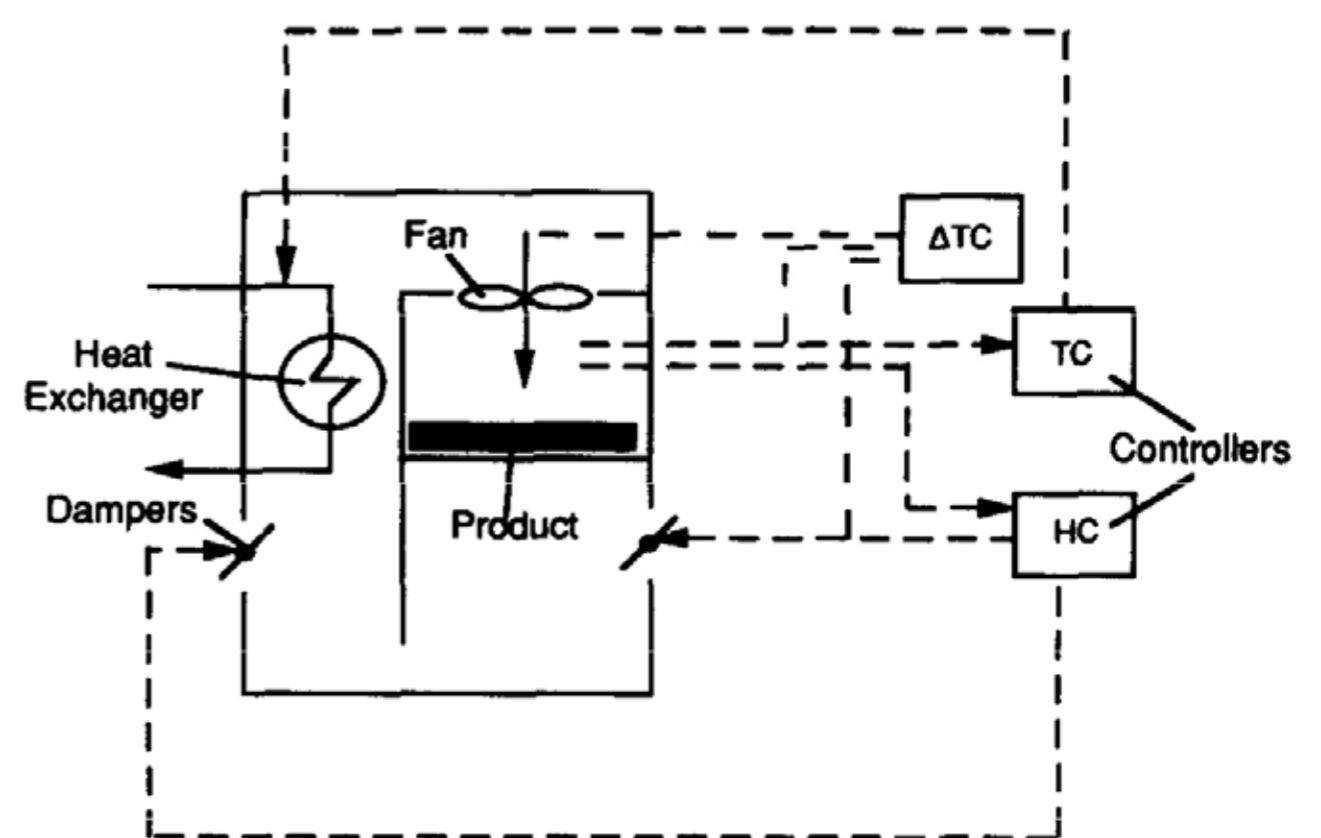 Fan
ΔTC
Heat
Exchanger
TC
Controllers
Dampers
Product
HC